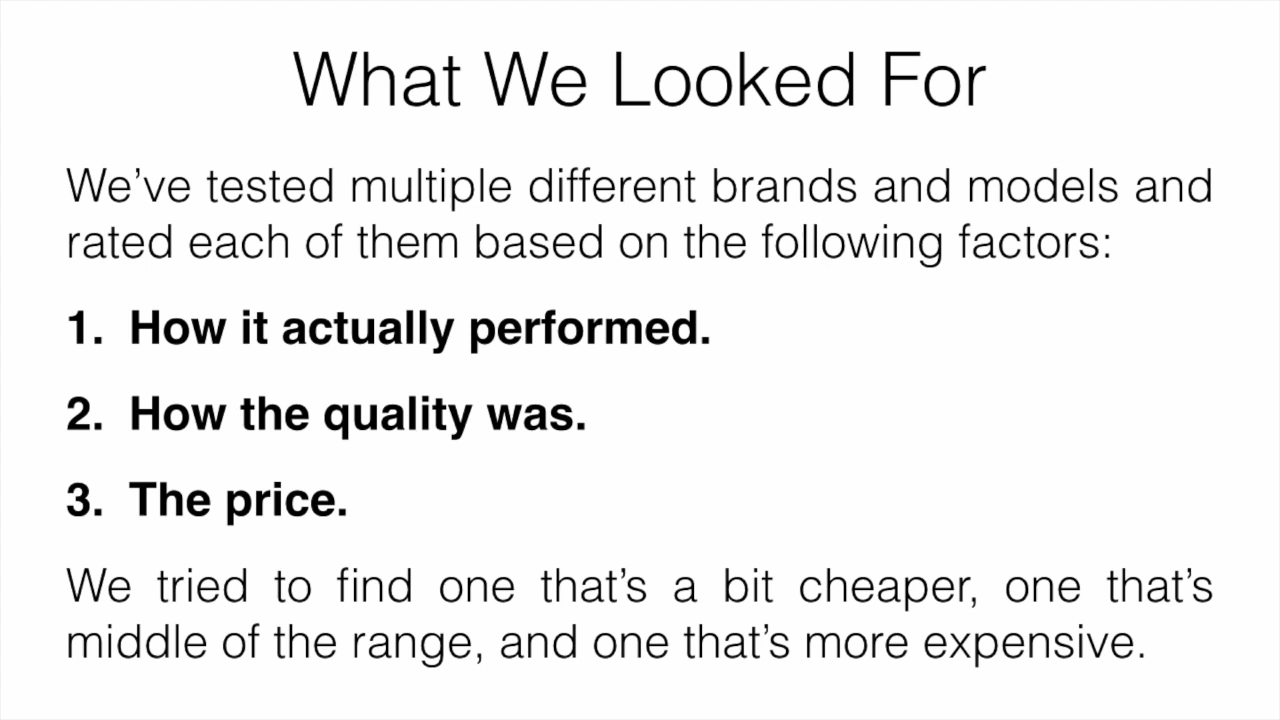 What We Looked For
We’ve tested multiple different brands and models and
rated each of them based on the following factors:
1. How it actually performed.
2. How the quality was.
3. The price.
We tried to find one that’s a bit cheaper, one that’s
middle of the range, and one that’s more expensive.